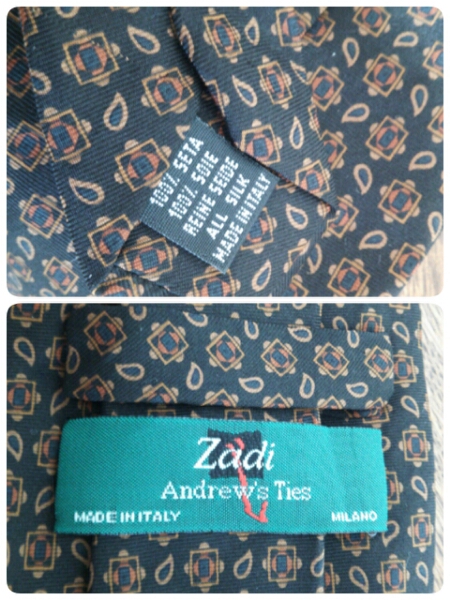 100% SETA
100% SOIE
REINE SEIDE
ALL SILK
MADE IN ITALY
Zadi
Andrew's Ties
MADE IN ITALY
MILANO